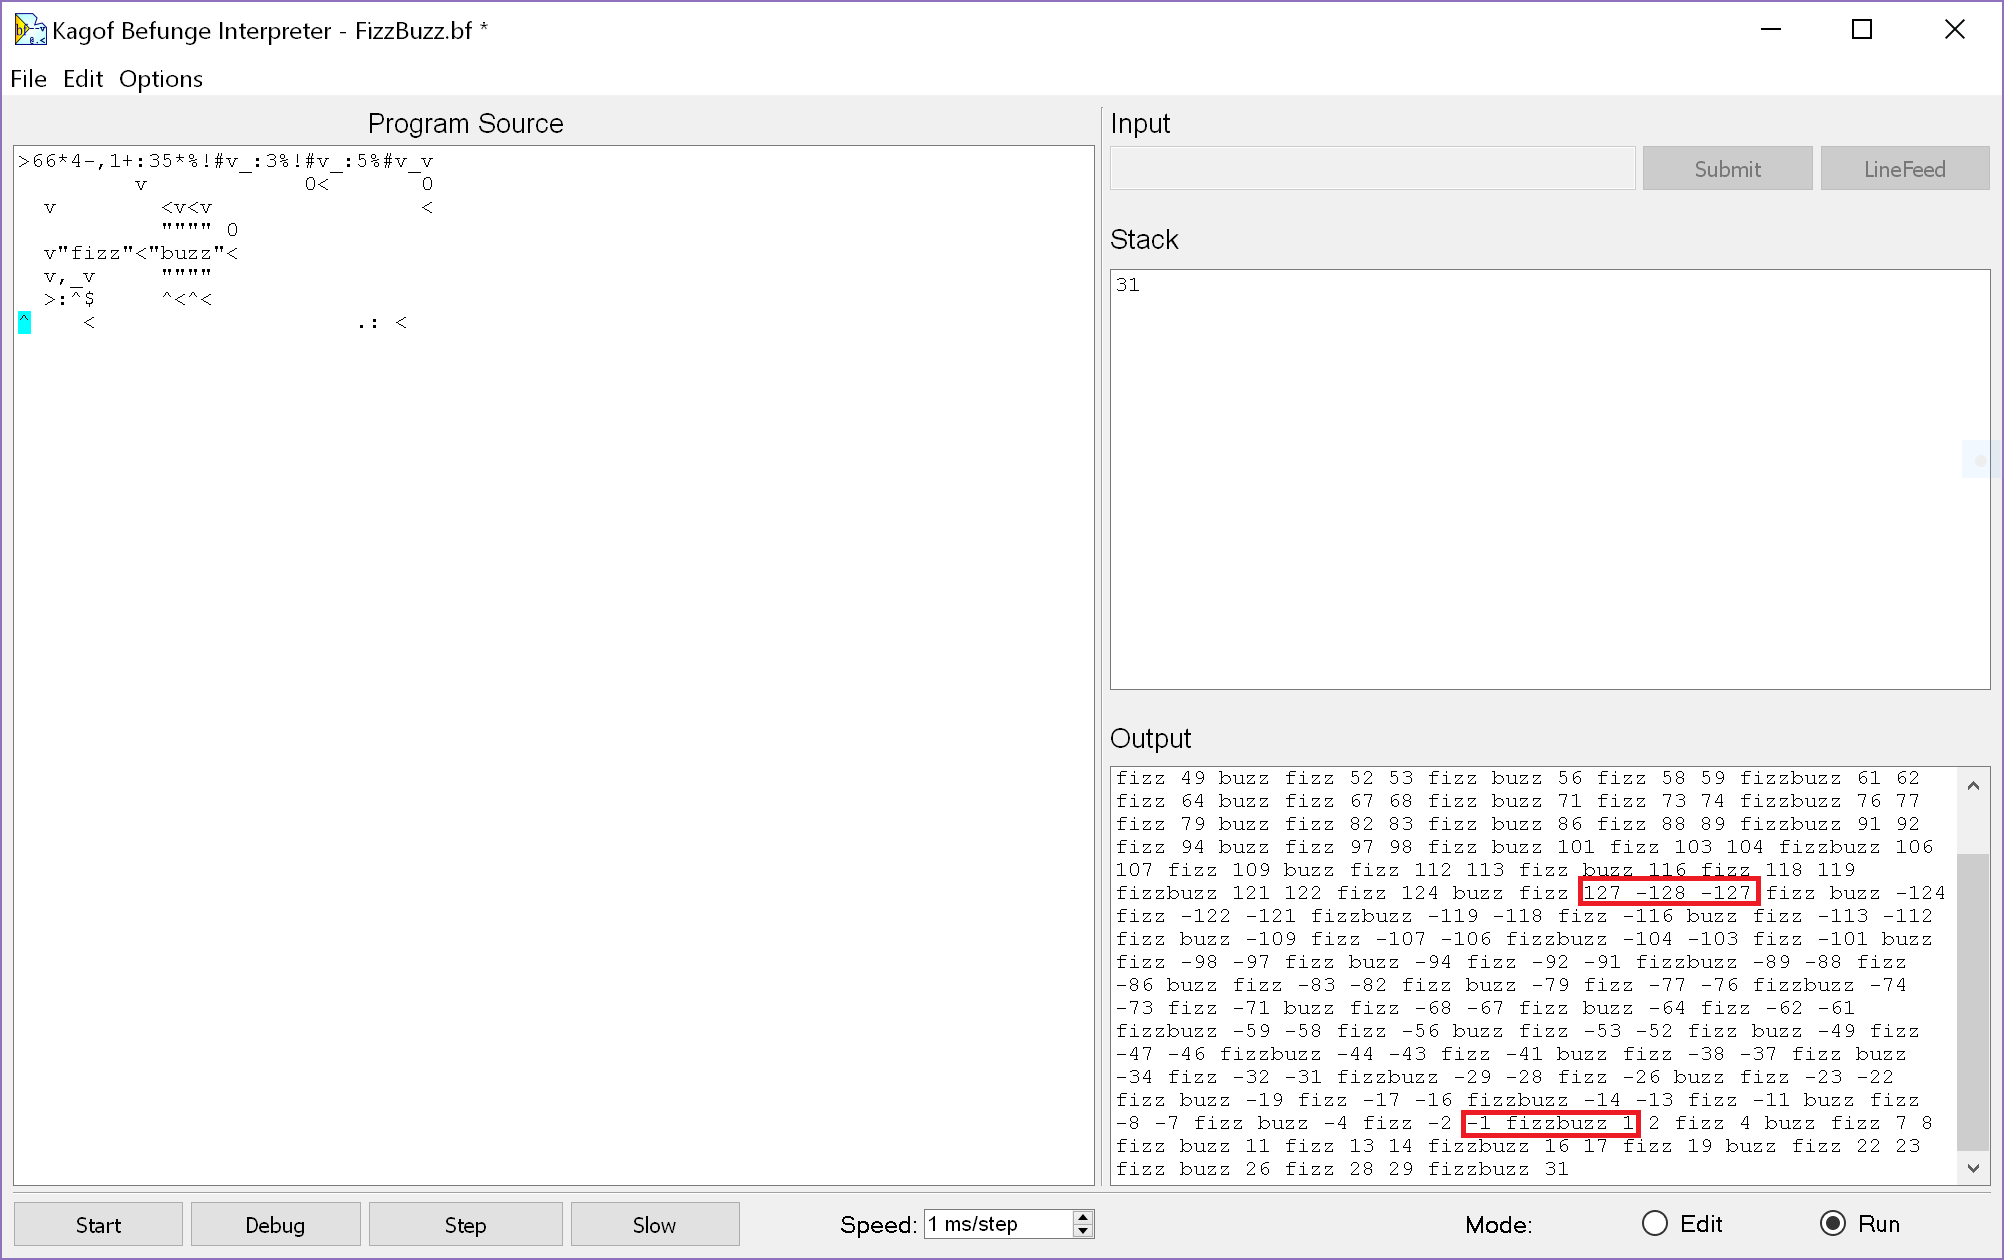 Kagof Befunge Interpreter - FizzBuzz.bf *
File Edit Options
Program Source
>66*4-,1+:35*%!#v_:3%!#v_:5%#v_v
         v            0<       0
  v        <v<v                <
           """" 0
  v"fizz"<"buzz"<
  v,_v     """"
  >:^$     ^<^<
^    <                    .: <
Input
Submit
LineFeed
Stack
31
Output
fizz 49 buzz fizz 52 53 fizz buzz 56 fizz 58 59 fizzbuzz 61 62
fizz 64 buzz fizz 67 68 fizz buzz 71 fizz 73 74 fizzbuzz 76 77
fizz 79 buzz fizz 82 83 fizz buzz 86 fizz 88 89 fizzbuzz 91 92
fizz 94 buzz fizz 97 98 fizz buzz 101 fizz 103 104 fizzbuzz 106
107 fizz 109 buzz fizz 112 113 fizz buzz 116 fizz 118 119
fizzbuzz 121 122 fizz 124 buzz fizz 127 -128 -127 fizz buzz -124
fizz -122 -121 fizzbuzz -119 -118 fizz -116 buzz fizz -113 -112
fizz buzz -109 fizz -107 -106 fizzbuzz -104 -103 fizz -101 buzz
fizz -98 -97 fizz buzz -94 fizz -92 -91 fizzbuzz -89 -88 fizz
-86 buzz fizz -83 -82 fizz buzz -79 fizz -77 -76 fizzbuzz -74
-73 fizz -71 buzz fizz -68 -67 fizz buzz -64 fizz -62 -61
fizzbuzz -59 -58 fizz -56 buzz fizz -53 -52 fizz buzz -49 fizz
-47 -46 fizzbuzz -44 -43 fizz -41 buzz fizz -38 -37 fizz buzz
-34 fizz -32 -31 fizzbuzz -29 -28 fizz -26 buzz fizz -23 -22
fizz buzz -19 fizz -17 -16 fizzbuzz -14 -13 fizz -11 buzz fizz
-8 -7 fizz buzz -4 fizz -2 -1 fizzbuzz 1 2 fizz 4 buzz fizz 7 8
fizz buzz 11 fizz 13 14 fizzbuzz 16 17 fizz 19 buzz fizz 22 23
fizz buzz 26 fizz 28 29 fizzbuzz 31
Start
Debug
Step
Slow
Speed: 1 ms/step
Mode: Edit Run